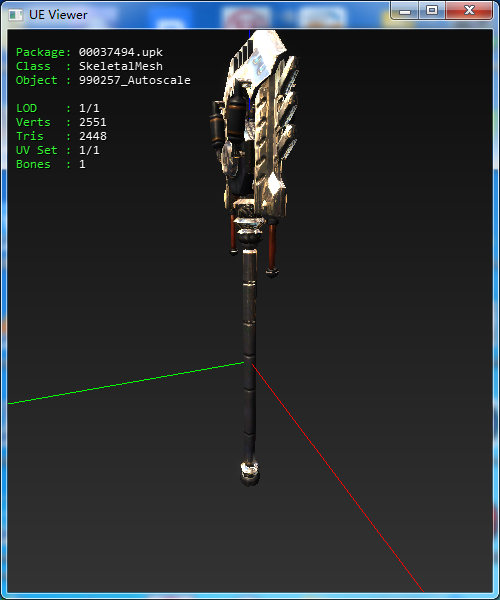 UE Viewer
Package: 00037494.upk
Class : SkeletalMesh
Object : 990257_Autoscale
LOD : 1/1
Verts : 2551
Tris : 2448
UV Set : 1/1
Bones : 1